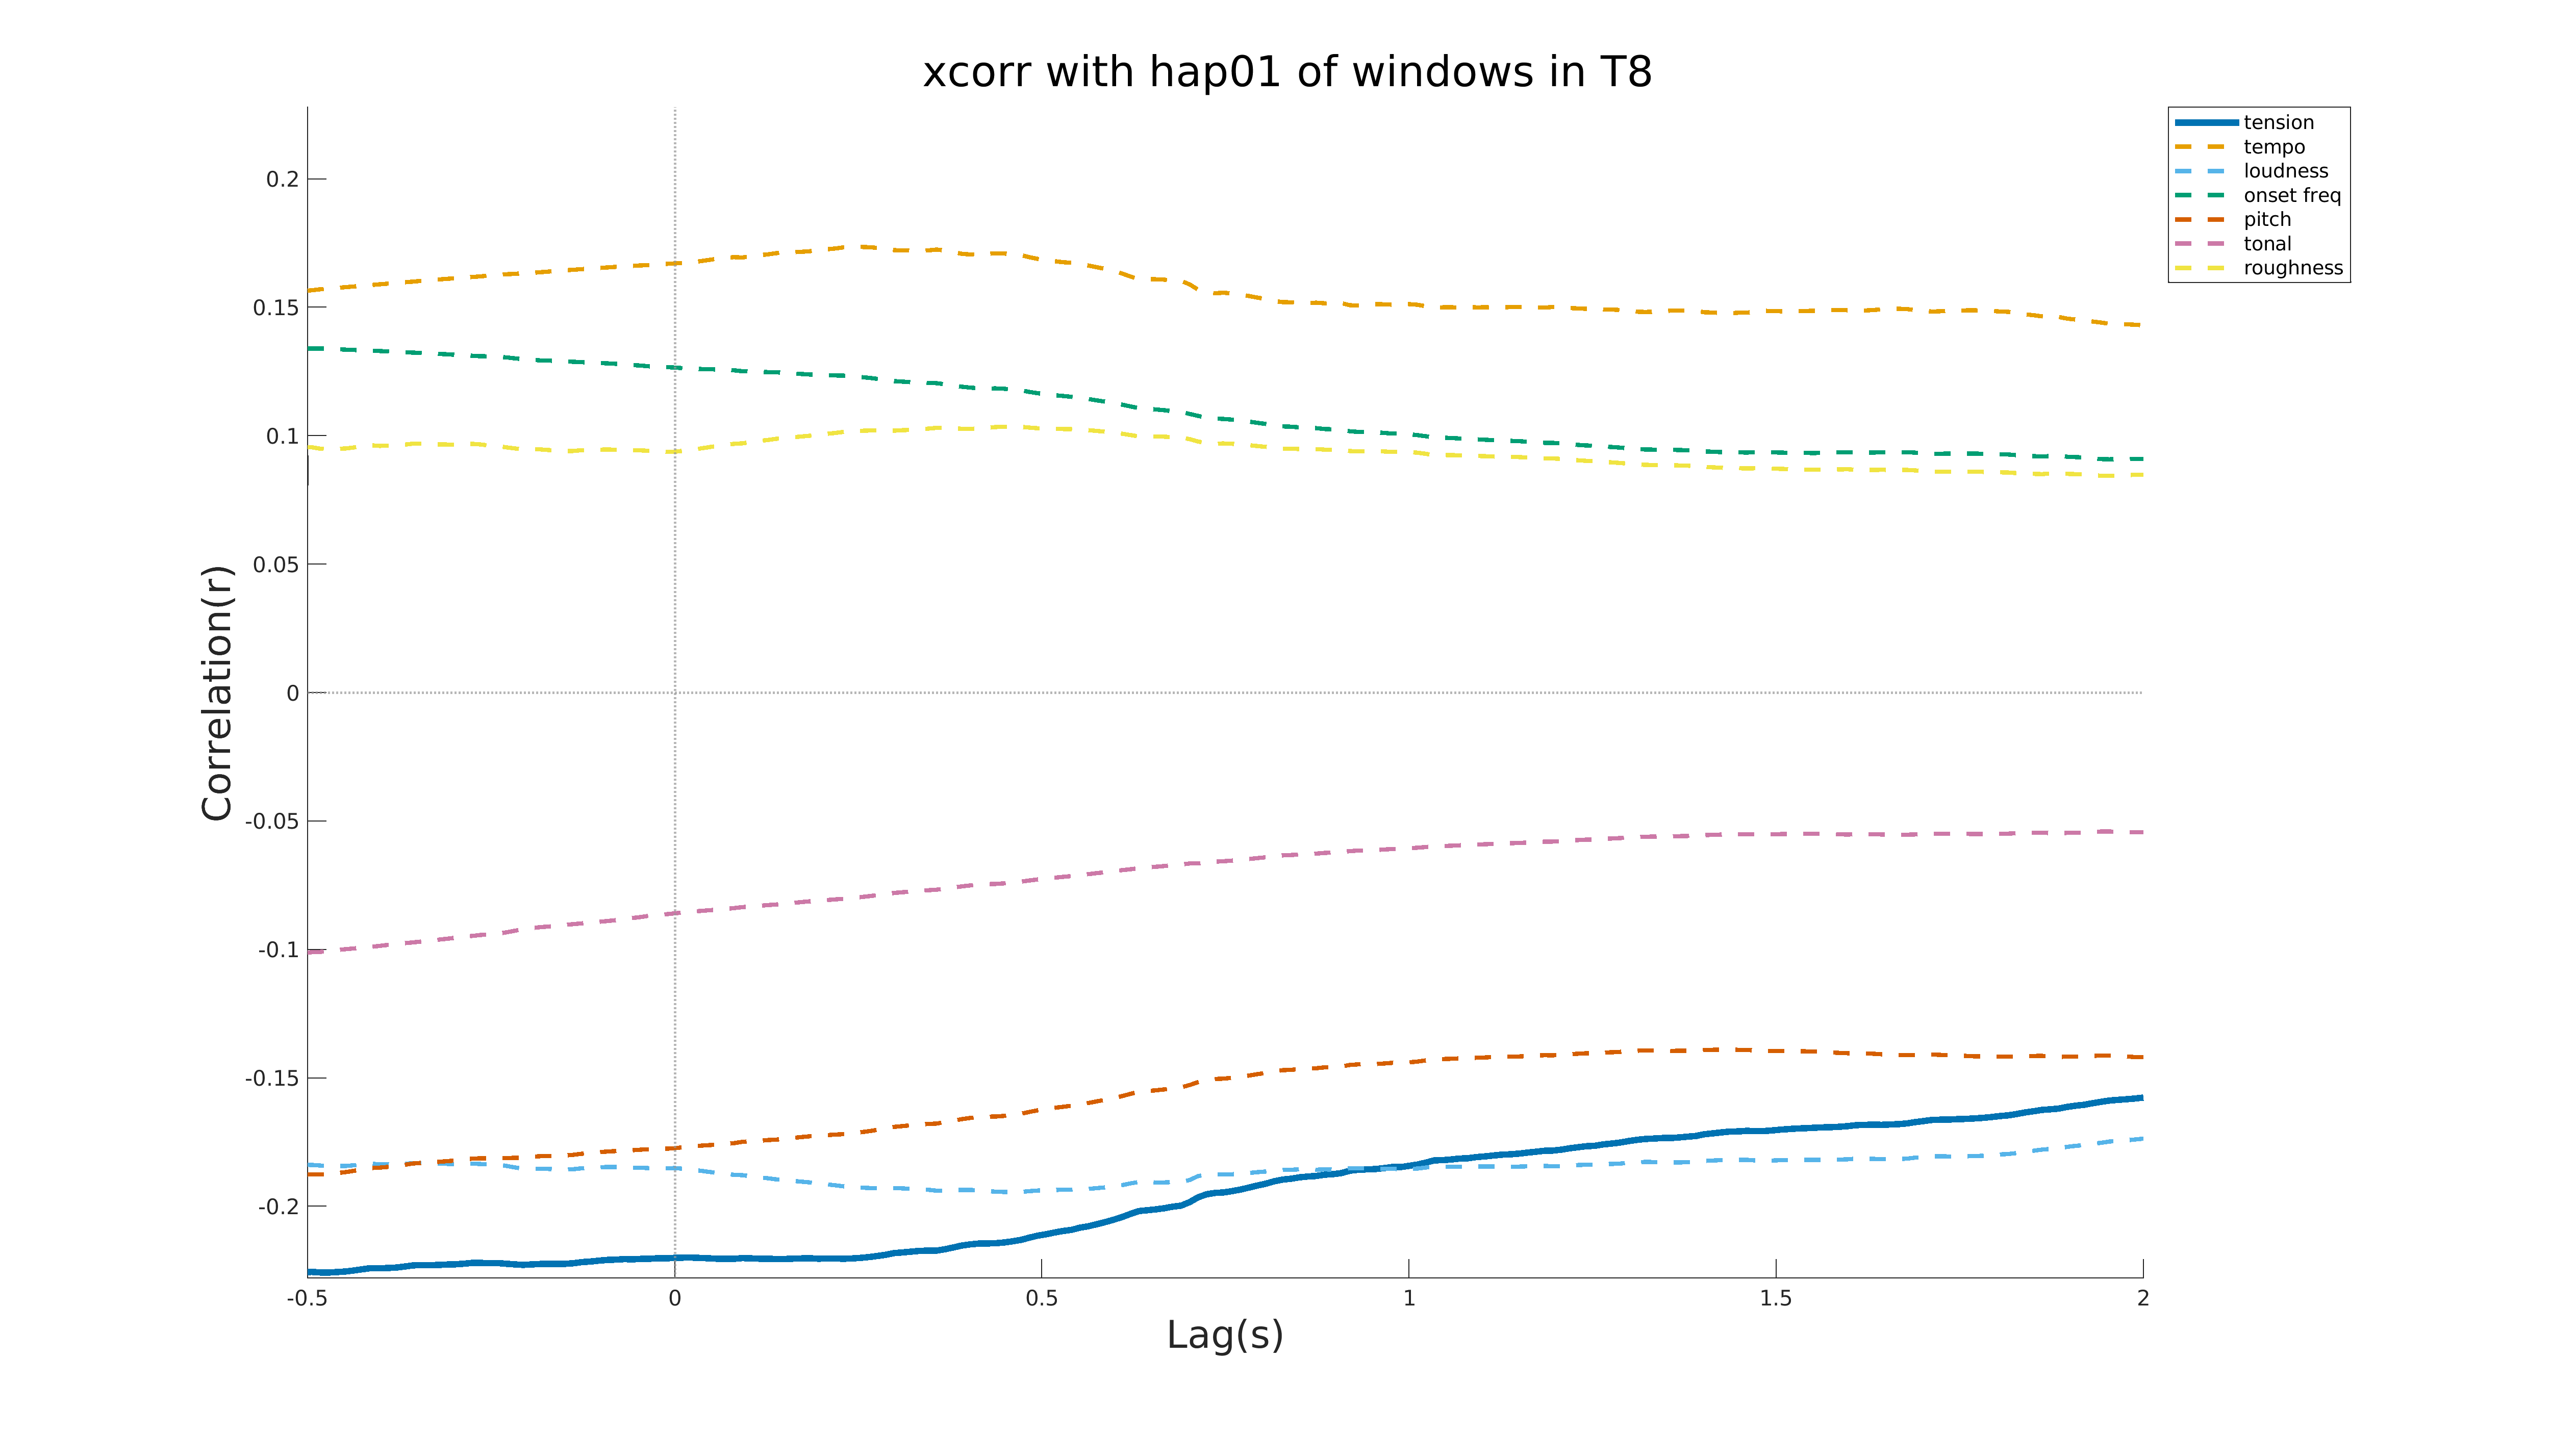 xcorr with hap01 of windows in T8
tension
tempo
loudness
onset freq
pitch
tonal
roughness
Correlation(r)
0.2
0.15
0.1
0.05
0
-0.05
-0.1
-0.15
-0.2
-0.5 0 0.5 1 1.5 2
Lag(s)